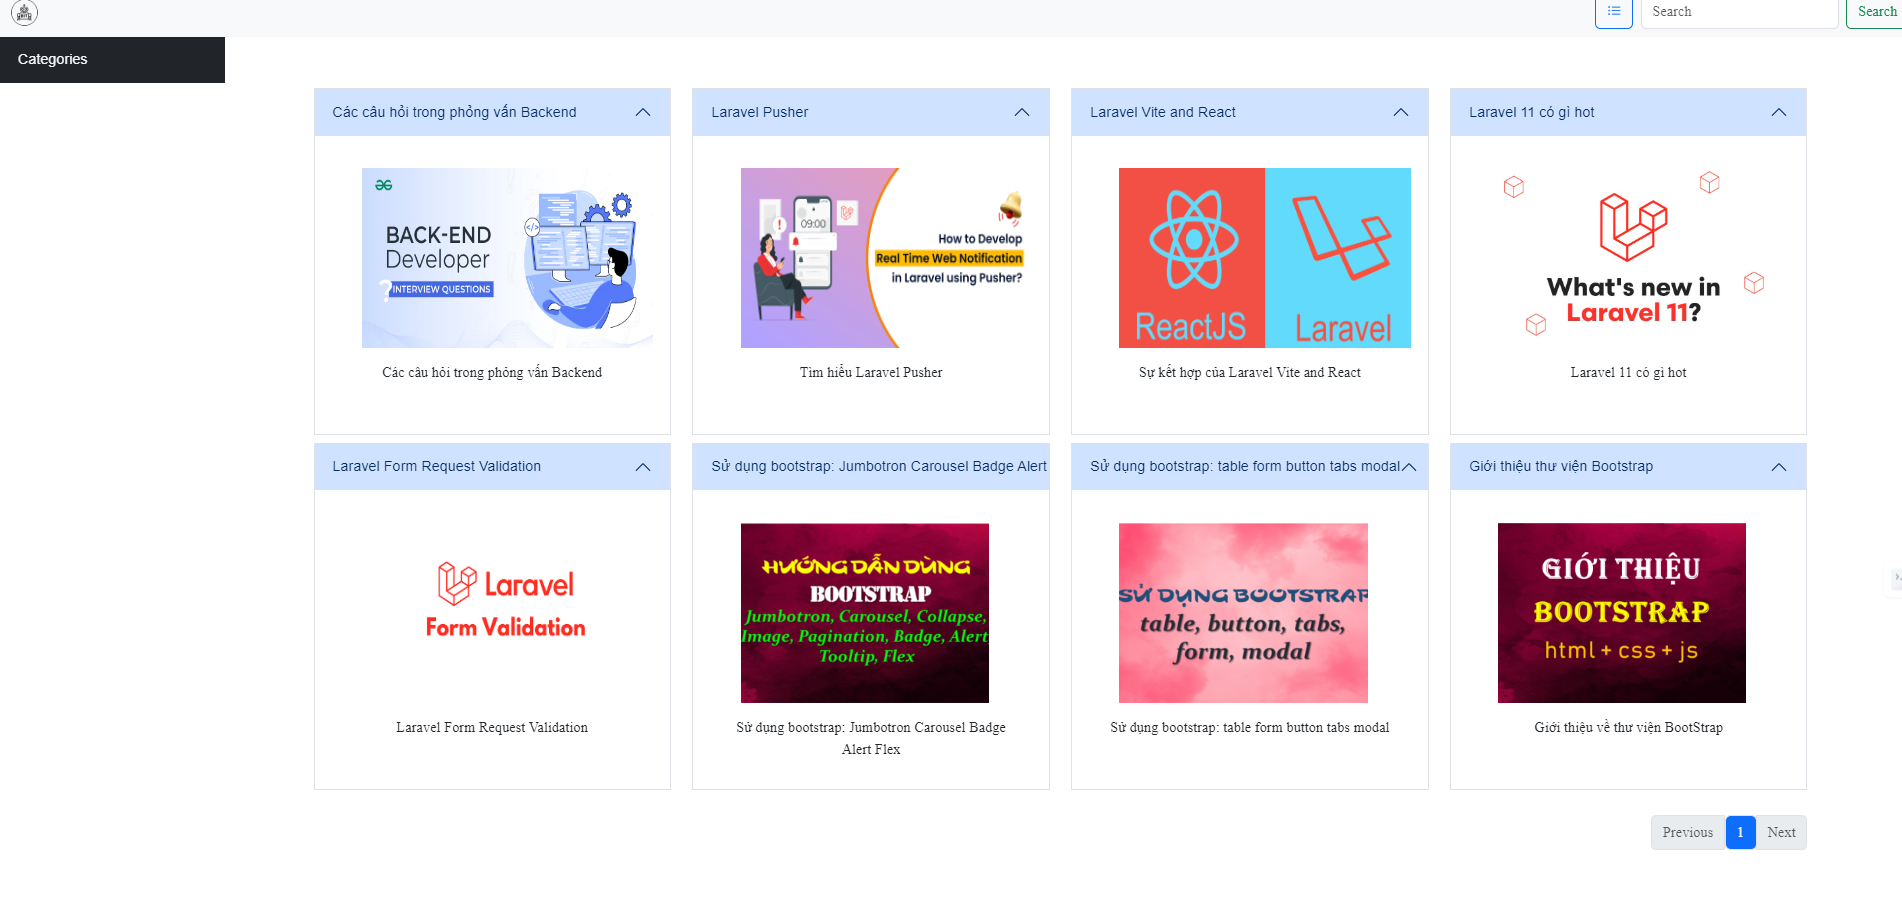 Search
Search
Categories
Các câu hỏi trong phỏng vấn Backend
Laravel Pusher
Laravel Vite and React
Laravel 11 có gì hot
BACK-END
Developer
INTERVIEW QUESTIONS
09:00
How to Develop
Real Time Web Notification
in Laravel using Pusher?
ReactJS
Laravel
What's new in
Laravel 11?
Các câu hỏi trong phỏng vấn Backend
Tìm hiểu Laravel Pusher
Sự kết hợp của Laravel Vite and React
Laravel 11 có gì hot
Laravel Form Request Validation
Sử dụng bootstrap: Jumbotron Carousel Badge Alert
Sử dụng bootstrap: table form button tabs modal
Giới thiệu thư viện Bootstrap
Laravel
Form Validation
HƯỚNG DẪN DÙNG
BOOTSTRAP
Jumbotron, Carousel, Collapse,
Image, Pagination, Badge, Alert
Tooltip, Flex
SỬ DỤNG BOOTSTRAP
table, button, tabs,
form, modal
GIỚI THIỆU
BOOTSTRAP
html + css + js
Laravel Form Request Validation
Sử dụng bootstrap: Jumbotron Carousel Badge
Alert Flex
Sử dụng bootstrap: table form button tabs modal
Giới thiệu về thư viện BootStrap
Previous
1
Next